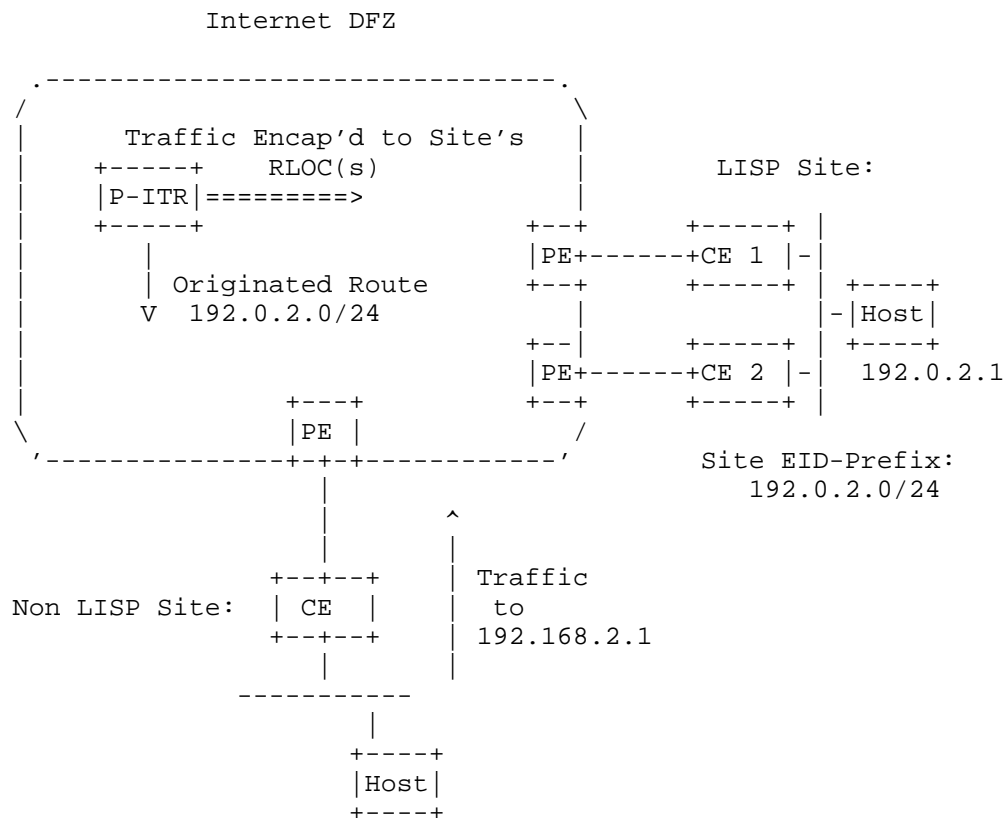 Internet DFZ
Traffic Encap'd to Site's
RLOC(s)
LISP Site:
P-ITR
PE
CE 1
Originated Route
192.0.2.0/24
Host
PE
CE 2
192.0.2.1
PE
Site EID-Prefix:
192.0.2.0/24
Traffic
Non LISP Site:
CE
to
192.168.2.1
Host